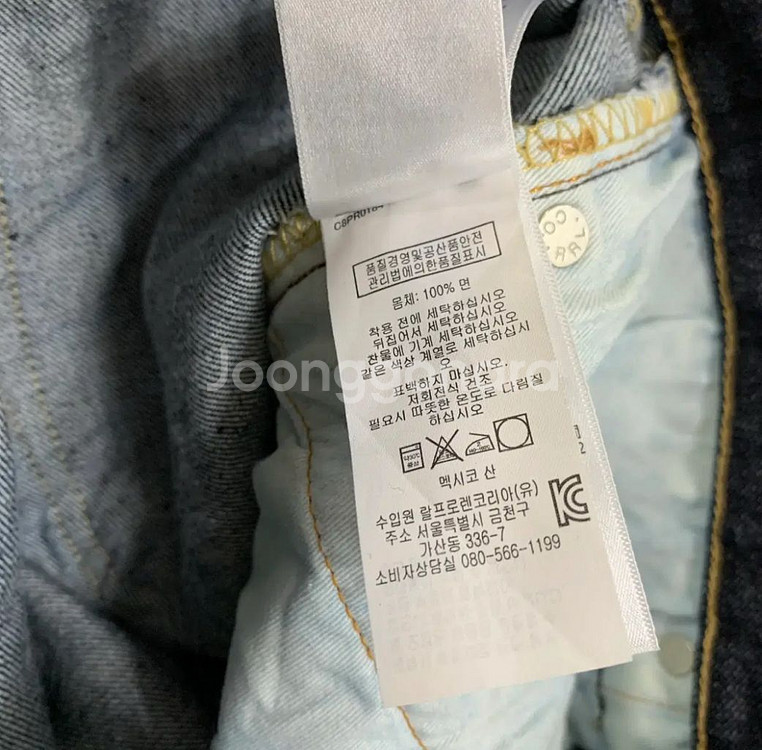 C8PR0184
품질경영및공산품안전
관리법에의한품질표시
몸체: 100% 면
착용 전에 세탁하십시오
뒤집어서 세탁하십시오
찬물에 기계 세탁하십시오
같은 색상 계열로 세탁하십시
오
표백하지 마십시오
저회전식 건조
필요시 따뜻한 온도로 다림질
하십시오
멕시코 산
수입원 랄프로렌코리아(유)
주소 서울특별시 금천구
가산동 336-7
소비자상담실 080-566-1199